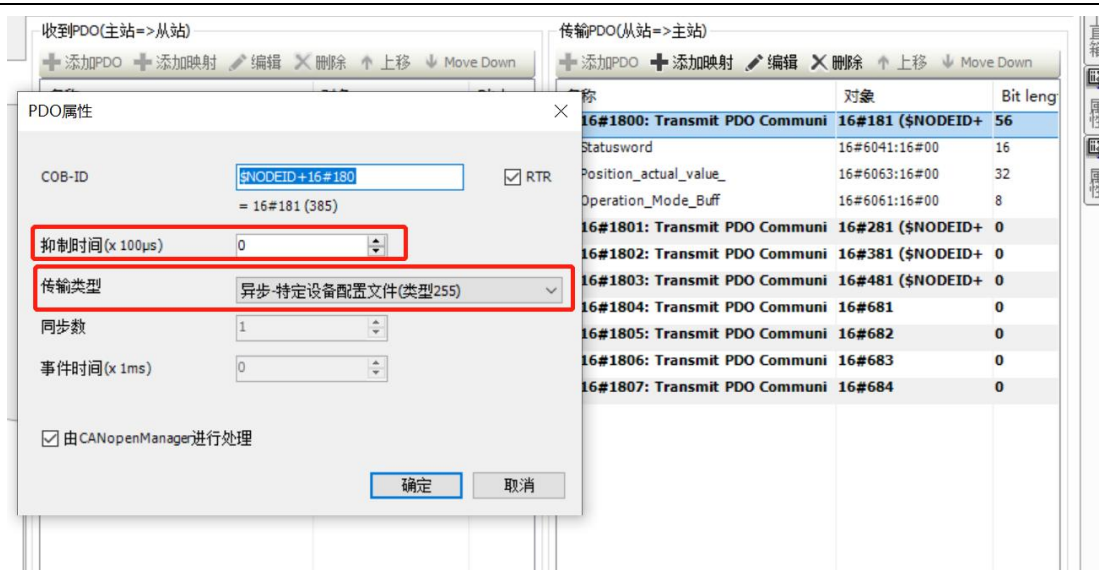 收到PDO(主站=>从站)
添加PDO 添加映射 编辑 删除 上移 Move Down
传输PDO(从站=>主站)
添加PDO 添加映射 编辑 删除 上移 Move Down
称 对象 Bit leng
16#1800: Transmit PDO Communi 16#181 ($NODEID+ 56
Statusword 16#6041:16#00 16
Position_actual_value_ 16#6063:16#00 32
Operation_Mode_Buff 16#6061:16#00 8
16#1801: Transmit PDO Communi 16#281 ($NODEID+ 0
16#1802: Transmit PDO Communi 16#381 ($NODEID+ 0
16#1803: Transmit PDO Communi 16#481 ($NODEID+ 0
16#1804: Transmit PDO Communi 16#681 0
16#1805: Transmit PDO Communi 16#682 0
16#1806: Transmit PDO Communi 16#683 0
16#1807: Transmit PDO Communi 16#684 0
PDO属性
COB-ID $NODEID+16#180 RTR
= 16#181 (385)
抑制时间(x 100µs) 0
传输类型 异步-特定设备配置文件(类型255)
同步数 1
事件时间(x 1ms) 0
由CANopenManager进行处理
确定 取消
属性
属性